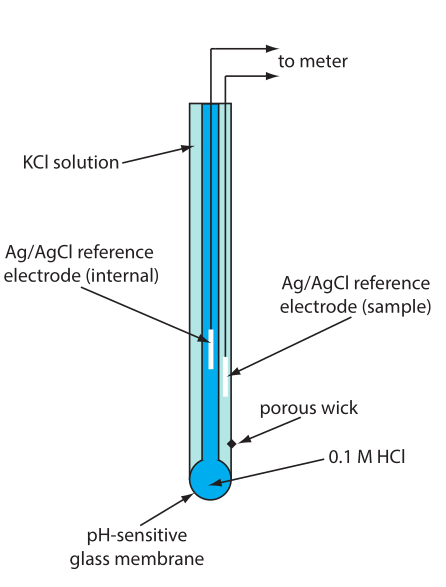 to meter
KCl solution
Ag/AgCl reference
electrode (internal)
Ag/AgCl reference
electrode (sample)
porous wick
0.1 M HCl
pH-sensitive
glass membrane